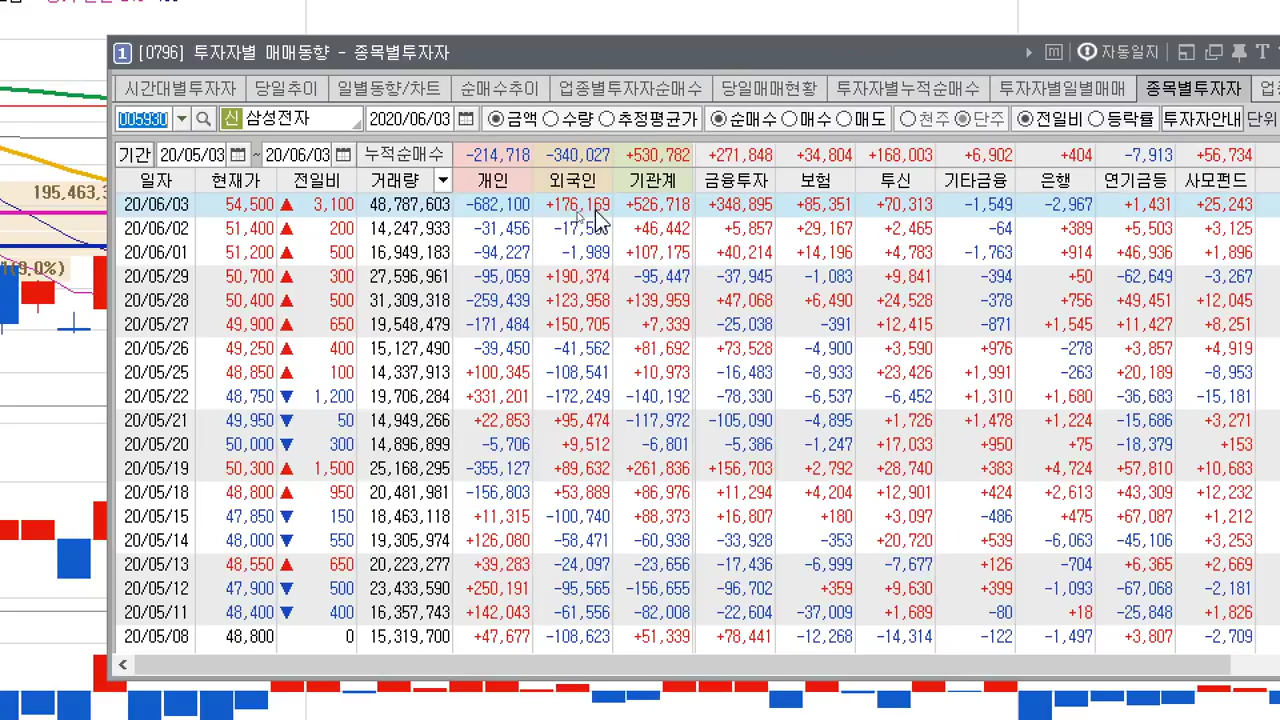 1 [0796] 투자자별 매매동향 - 종목별투자자 m 자동일지 T
시간대별투자자 당일추이 일별동향/차트 순매수추이 업종별투자자순매수 당일매매현황 투자자별누적순매수 투자자별일별매매 종목별투자자
005930 신 삼성전자 2020/06/03 금액 수량 추정평균가 순매수 매수 매도 천주 단주 전일비 등락률 투자자안내 단위
기간 20/05/03 ~ 20/06/03 누적순매수 -214,718 -340,027 +530,782 +271,848 +34,804 +168,003 +6,902 +404 -7,913 +56,734
일자 현재가 전일비 거래량 개인 외국인 기관계 금융투자 보험 투신 기타금융 은행 연기금등 사모펀드
20/06/03 54,500 ▲ 3,100 48,787,603 -682,100 +176,169 +526,718 +348,895 +85,351 +70,313 -1,549 -2,967 +1,431 +25,243
20/06/02 51,400 ▲ 200 14,247,933 -31,456 +46,442 +5,857 +29,167 +2,465 -64 +389 +5,503 +3,125
20/06/01 51,200 ▲ 500 16,949,183 -94,227 -1,989 +107,175 +40,214 +14,196 +4,783 -1,763 +914 +46,936 +1,896
20/05/29 50,700 ▲ 300 27,596,961 -95,059 +190,374 -95,447 -37,945 -1,083 +9,841 -394 +50 -62,649 -3,267
20/05/28 50,400 ▲ 500 31,309,318 -259,439 +123,958 +139,959 +47,068 +6,490 +24,528 -378 +756 +49,451 +12,045
20/05/27 49,900 ▲ 650 19,548,479 -171,484 +150,705 +7,339 -25,038 -391 +12,415 -871 +1,545 +11,427 +8,251
20/05/26 49,250 ▲ 400 15,127,490 -39,450 -41,562 +81,692 +73,528 -4,900 +3,590 +976 -278 +3,857 +4,919
20/05/25 48,850 ▲ 100 14,337,913 +100,345 -108,541 +10,973 -16,483 -8,933 +23,426 +1,991 -263 +20,189 -8,953
20/05/22 48,750 ▼ 1,200 19,706,284 +331,201 -172,249 -140,192 -78,330 -6,537 -6,452 +1,310 +1,680 -36,683 -15,181
20/05/21 49,950 ▼ 50 14,949,266 +22,853 +95,474 -117,972 -105,090 -4,895 +1,726 +1,478 +1,224 -15,686 +3,271
20/05/20 50,000 ▼ 300 14,896,899 -5,706 +9,512 -6,801 -5,386 -1,247 +17,033 +950 +75 -18,379 +153
20/05/19 50,300 ▲ 1,500 25,168,295 -355,127 +89,632 +261,836 +156,703 +2,792 +28,740 +383 +4,724 +57,810 +10,683
20/05/18 48,800 ▲ 950 20,481,981 -156,803 +53,889 +86,976 +11,294 +4,204 +12,901 +424 +2,613 +43,309 +12,232
20/05/15 47,850 ▼ 150 18,463,118 +11,315 -100,740 +88,373 +16,807 +180 +3,097 -486 +475 +67,087 +1,212
20/05/14 48,000 ▼ 550 19,305,974 +126,080 -58,471 -60,938 -33,928 -353 +20,720 +539 -6,063 -45,106 +3,253
20/05/13 48,550 ▲ 650 20,223,277 +39,283 -24,097 -23,656 -17,436 -6,999 -7,677 +126 -704 +6,365 +2,669
20/05/12 47,900 ▼ 500 23,433,590 +250,191 -95,565 -156,655 -96,702 +359 +9,630 +399 -1,093 -67,068 -2,181
20/05/11 48,400 ▼ 400 16,357,743 +142,043 -61,556 -82,008 -22,604 -37,009 +1,689 -80 +18 -25,848 +1,826
20/05/08 48,800 0 15,319,700 +47,677 -108,623 +51,339 +78,441 -12,268 -14,314 -122 -1,497 +3,807 -2,709
195,463,3